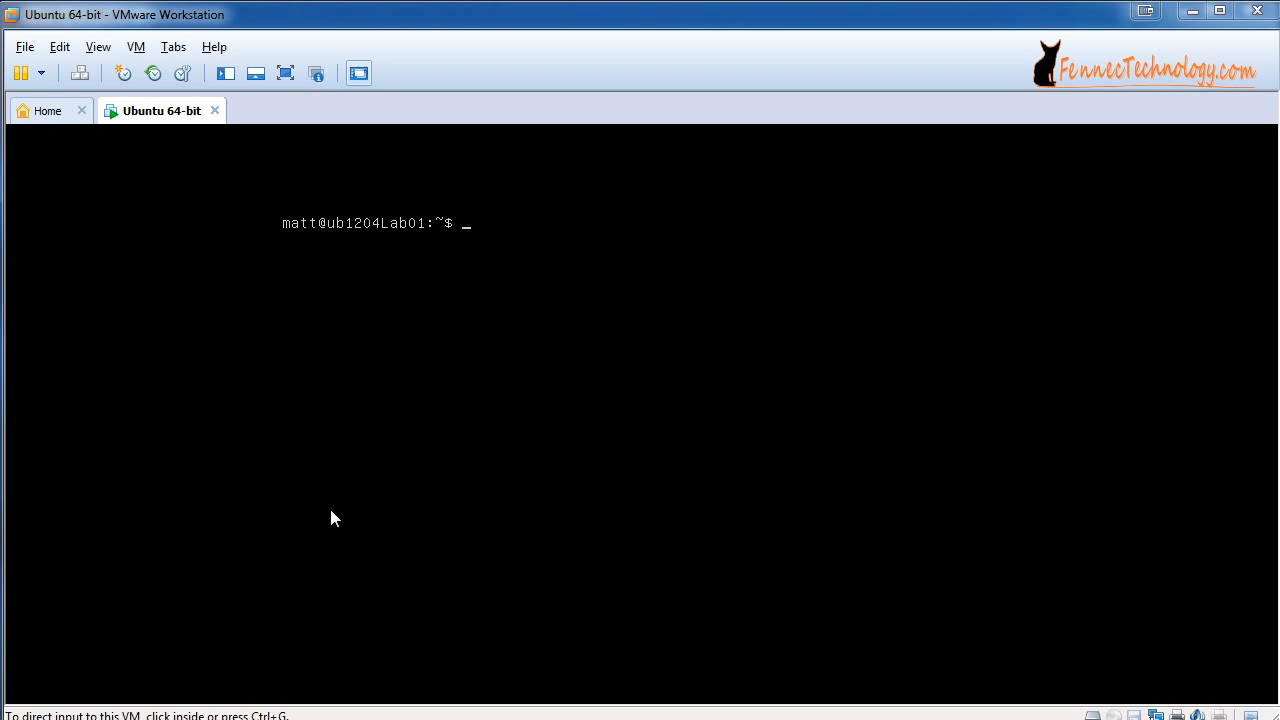 Ubuntu 64-bit - VMware Workstation
File Edit View VM Tabs Help
FennecTechnology.com
Home Ubuntu 64-bit
matt@ub1204Lab01:~$ _
To direct input to this VM, click inside or press Ctrl+G.